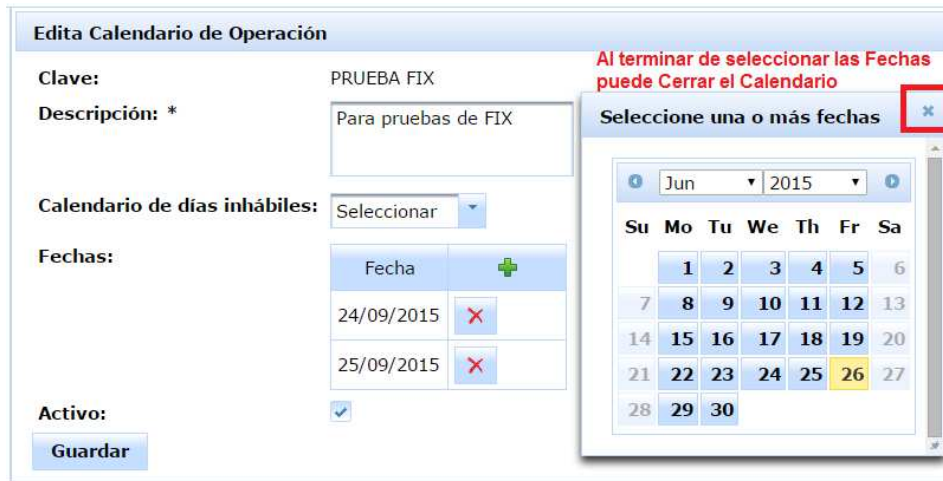 Edita Calendario de Operación
Clave: PRUEBA FIX
Descripción: * Para pruebas de FIX
Calendario de días inhábiles: Seleccionar
Fechas:
Fecha
24/09/2015
25/09/2015
Activo:
Guardar
Al terminar de seleccionar las Fechas
puede Cerrar el Calendario
Seleccione una o más fechas
Jun 2015
Su Mo Tu We Th Fr Sa
1 2 3 4 5 6
7 8 9 10 11 12 13
14 15 16 17 18 19 20
21 22 23 24 25 26 27
28 29 30